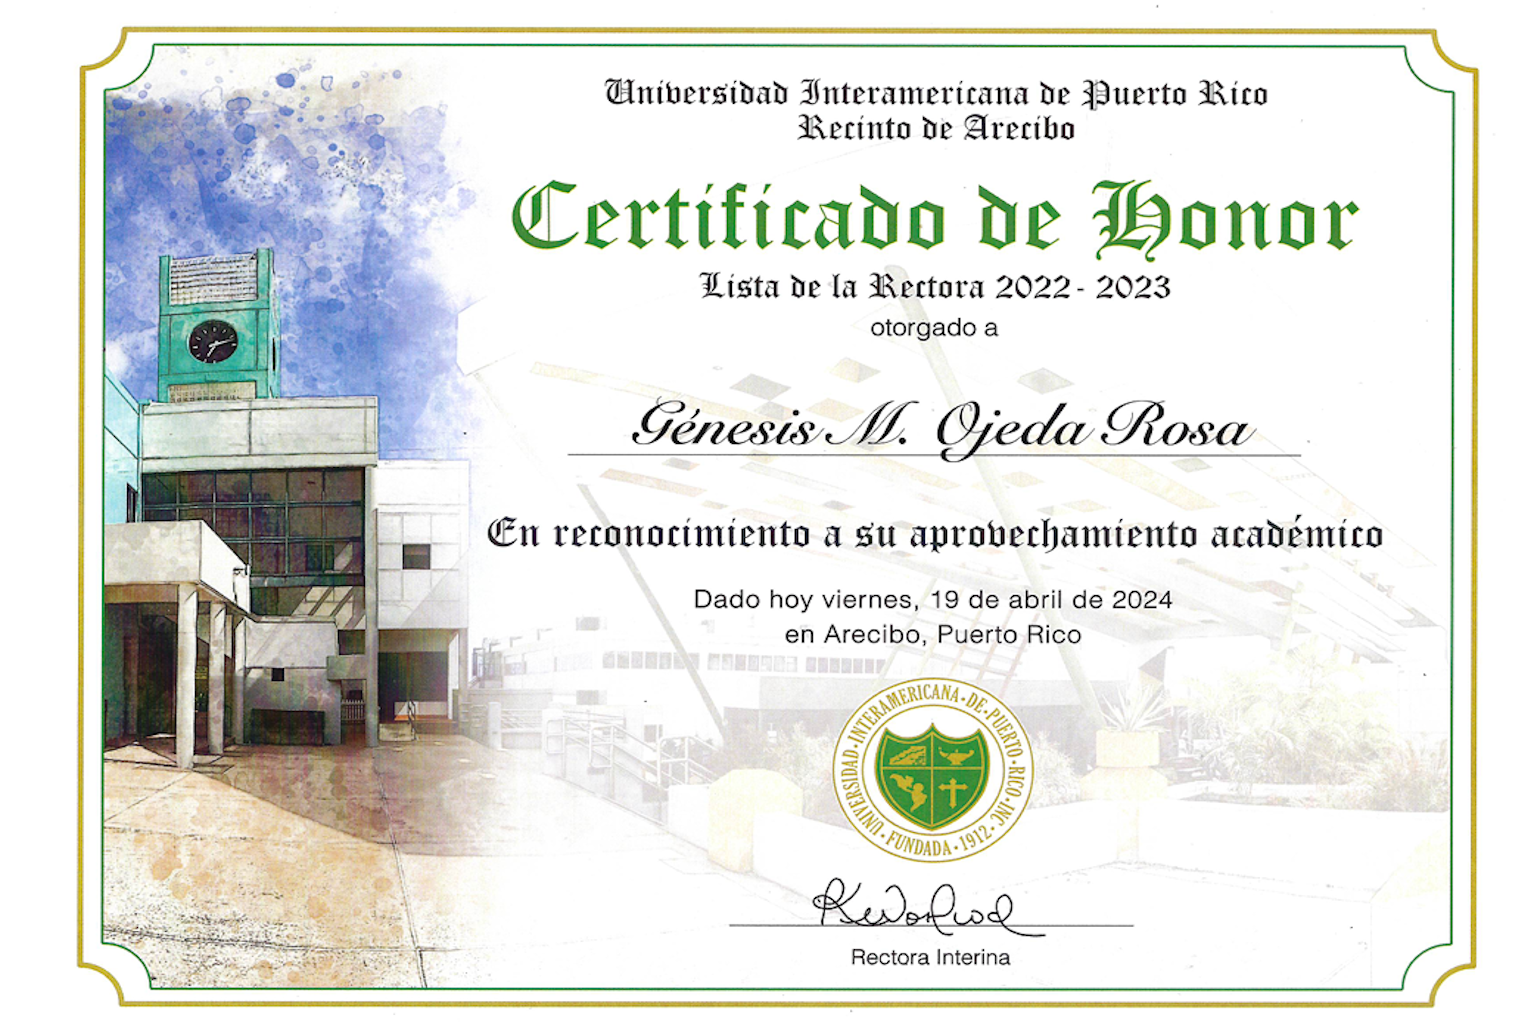 Universidad Interamericana de Puerto Rico
Recinto de Arecibo
Certificado de Honor
Lista de la Rectora 2022- 2023
otorgado a
Génesis M. Ojeda Rosa
En reconocimiento a su aprovechamiento académico
Dado hoy viernes, 19 de abril de 2024
en Arecibo, Puerto Rico
UNIVERSIDAD•INTERAMERICANA•DE•PUERTO•RICO•INC•
FUNDADA•1912•
Rectora Interina